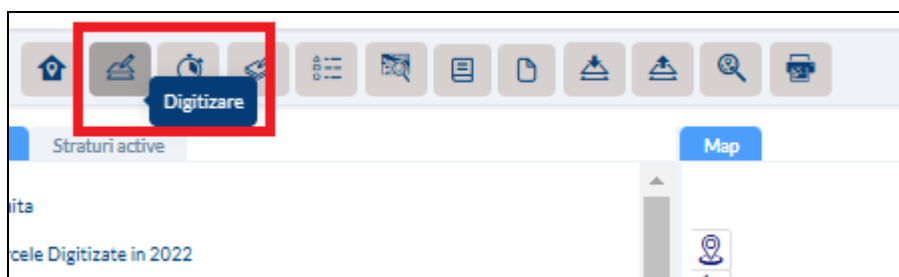 Digitizare
Straturi active
Map
ita
rcele Digitizate in 2022